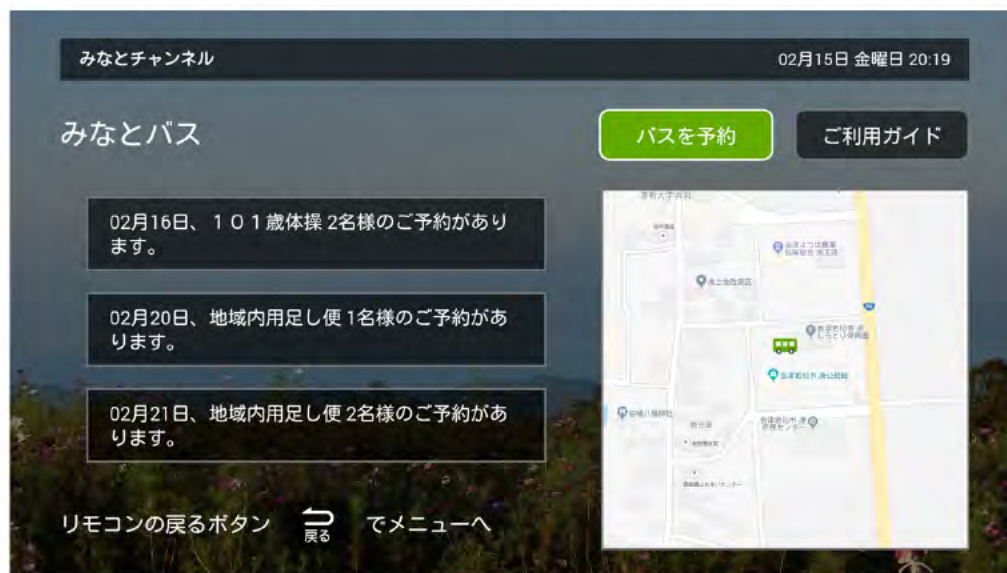 みなとチャンネル
02月15日 金曜日 20:19
みなとバス
バスを予約
ご利用ガイド
02月16日、１０１歳体操 2名様のご予約があり
ます。
02月20日、地域内用足し便 1名様のご予約があ
ります。
02月21日、地域内用足し便 2名様のご予約があ
ります。
リモコンの戻るボタン
戻る
でメニューへ